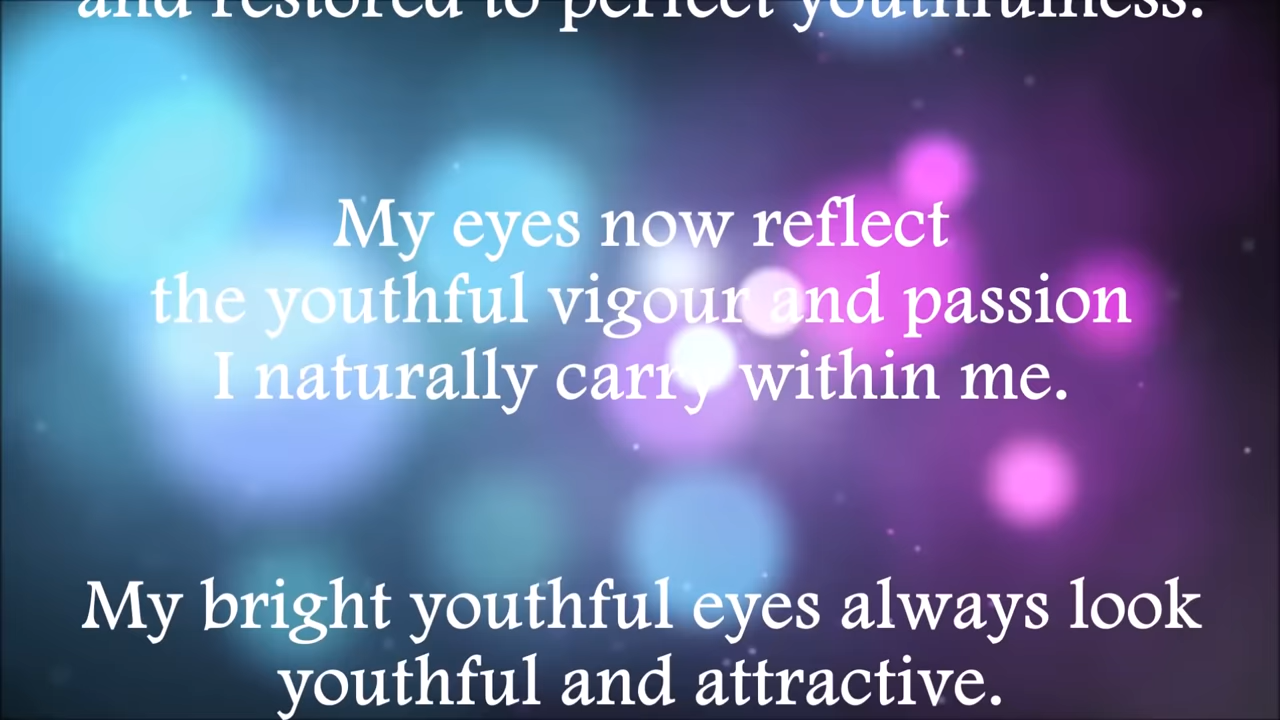 and restored to perfect youthfulness.
My eyes now reflect
the youthful vigour and passion
I naturally carry within me.
My bright youthful eyes always look
youthful and attractive.